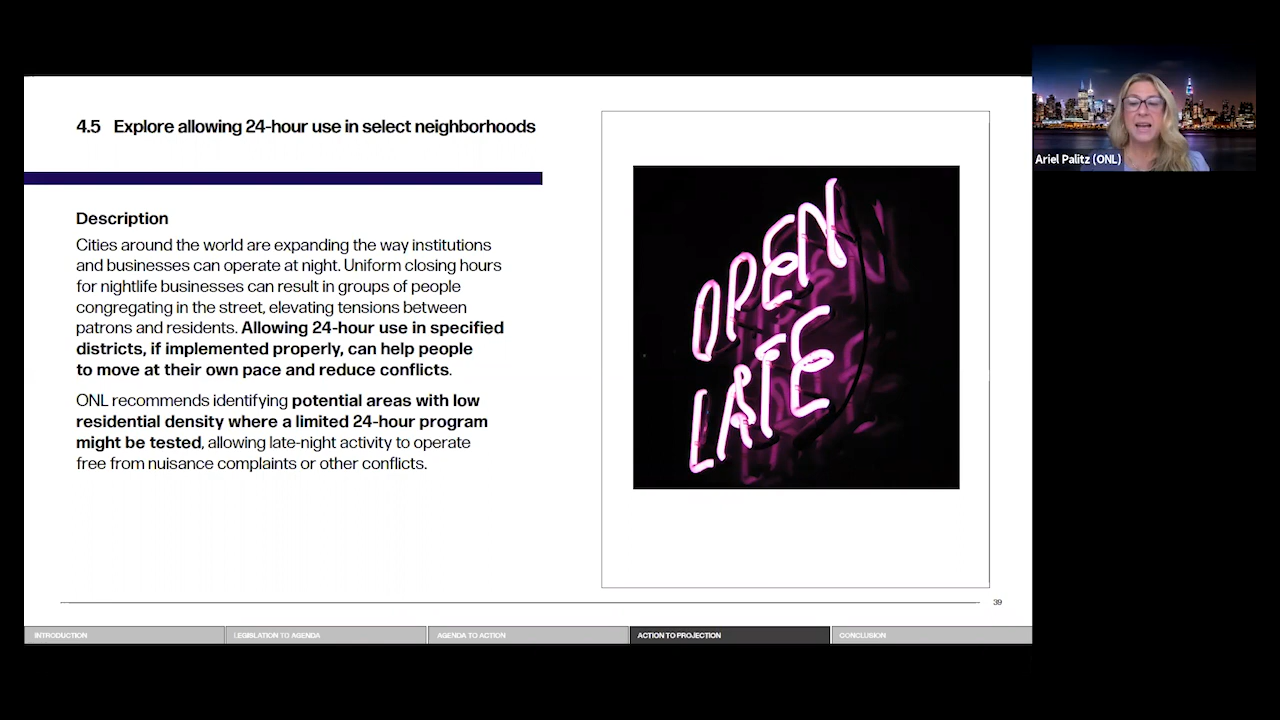 4.5 Explore allowing 24-hour use in select neighborhoods
Description
Cities around the world are expanding the way institutions
and businesses can operate at night. Uniform closing hours
for nightlife businesses can result in groups of people
congregating in the street, elevating tensions between
patrons and residents. Allowing 24-hour use in specified
districts, if implemented properly, can help people
to move at their own pace and reduce conflicts.
ONL recommends identifying potential areas with low
residential density where a limited 24-hour program
might be tested, allowing late-night activity to operate
free from nuisance complaints or other conflicts.
OPEN
LATE
39
INTRODUCTION
LEGISLATION TO AGENDA
AGENDA TO ACTION
ACTION TO PROJECTION
CONCLUSION
Ariel Palitz (ONL)